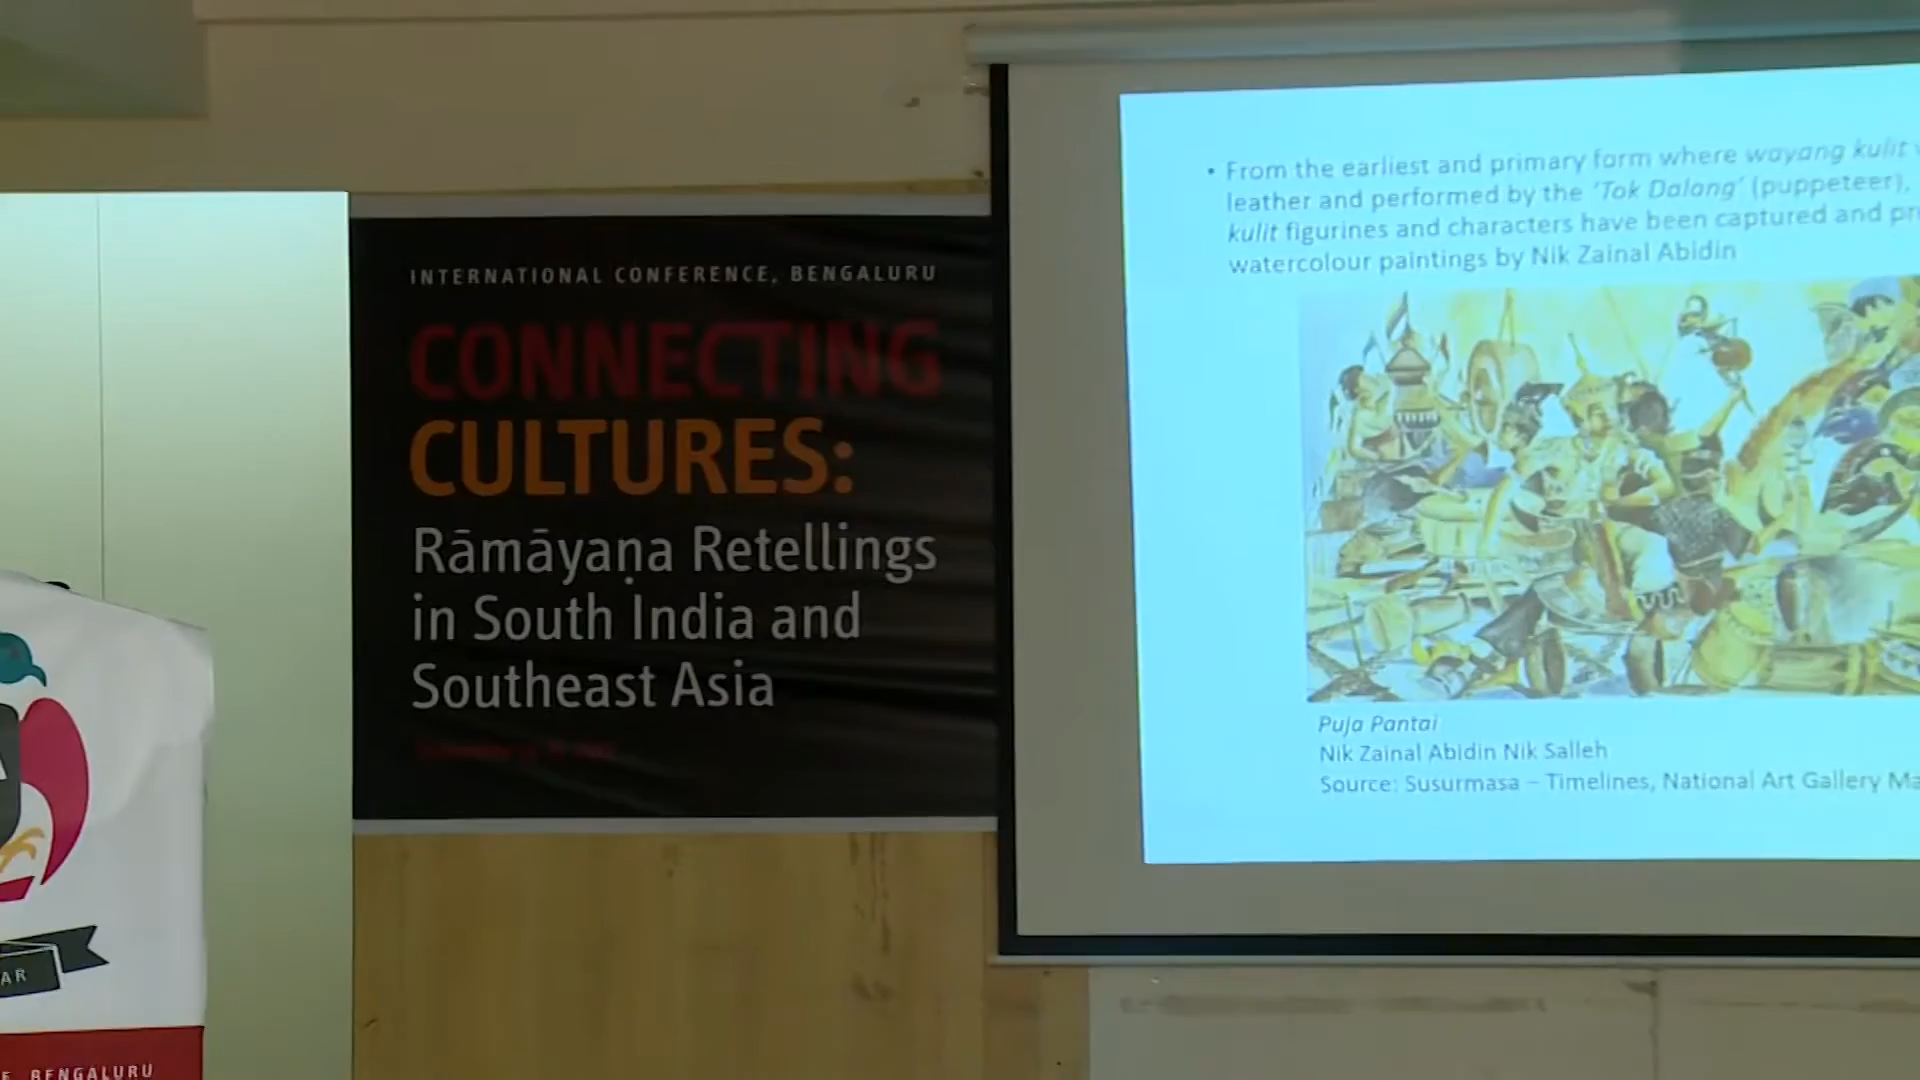 INTERNATIONAL CONFERENCE, BENGALURU
CONNECTING
CULTURES:
Rāmāyaṇa Retellings
in South India and
Southeast Asia
• From the earliest and primary form where wayang kulit
leather and performed by the 'Tok Dalang' (puppeteer),
kulit figurines and characters have been captured and
watercolour paintings by Nik Zainal Abidin
Puja Pantai
Nik Zainal Abidin Nik Salleh
Source: Susurmasa – Timelines, National Art Gallery
BENGALURU